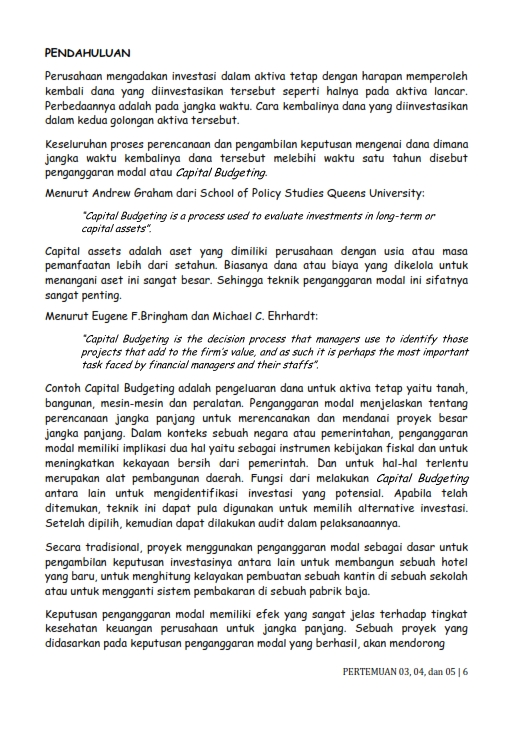 PENDAHULUAN
Perusahaan mengadakan investasi dalam aktiva tetap dengan harapan memperoleh
kembali dana yang diinvestasikan tersebut seperti halnya pada aktiva lancar.
Perbedaannya adalah pada jangka waktu. Cara kembalinya dana yang diinvestasikan
dalam kedua golongan aktiva tersebut.
Keseluruhan proses perencanaan dan pengambilan keputusan mengenai dana dimana
jangka waktu kembalinya dana tersebut melebihi waktu satu tahun disebut
penganggaran modal atau Capital Budgeting.
Menurut Andrew Graham dari School of Policy Studies Queens University:
"Capital Budgeting is a process used to evaluate investments in long-term or
capital assets".
Capital assets adalah aset yang dimiliki perusahaan dengan usia atau masa
pemanfaatan lebih dari setahun. Biasanya dana atau biaya yang dikelola untuk
menangani aset ini sangat besar. Sehingga teknik penganggaran modal ini sifatnya
sangat penting.
Menurut Eugene F.Bringham dan Michael C. Ehrhardt:
"Capital Budgeting is the decision process that managers use to identify those
projects that add to the firm's value, and as such it is perhaps the most important
task faced by financial managers and their staffs".
Contoh Capital Budgeting adalah pengeluaran dana untuk aktiva tetap yaitu tanah,
bangunan, mesin-mesin dan peralatan. Penganggaran modal menjelaskan tentang
perencanaan jangka panjang untuk merencanakan dan mendanai proyek besar
jangka panjang. Dalam konteks sebuah negara atau pemerintahan, penganggaran
modal memiliki implikasi dua hal yaitu sebagai instrumen kebijakan fiskal dan untuk
meningkatkan kekayaan bersih dari pemerintah. Dan untuk hal-hal terlentu
merupakan alat pembangunan daerah. Fungsi dari melakukan Capital Budgeting
antara lain untuk mengidentifikasi investasi yang potensial. Apabila telah
ditemukan, teknik ini dapat pula digunakan untuk memilih alternative investasi.
Setelah dipilih, kemudian dapat dilakukan audit dalam pelaksanaannya.
Secara tradisional, proyek menggunakan penganggaran modal sebagai dasar untuk
pengambilan keputusan investasinya antara lain untuk membangun sebuah hotel
yang baru, untuk menghitung kelayakan pembuatan sebuah kantin di sebuah sekolah
atau untuk mengganti sistem pembakaran di sebuah pabrik baja.
Keputusan penganggaran modal memiliki efek yang sangat jelas terhadap tingkat
kesehatan keuangan perusahaan untuk jangka panjang. Sebuah proyek yang
didasarkan pada keputusan penganggaran modal yang berhasil, akan mendorong
PERTEMUAN 03, 04, dan 05 | 6